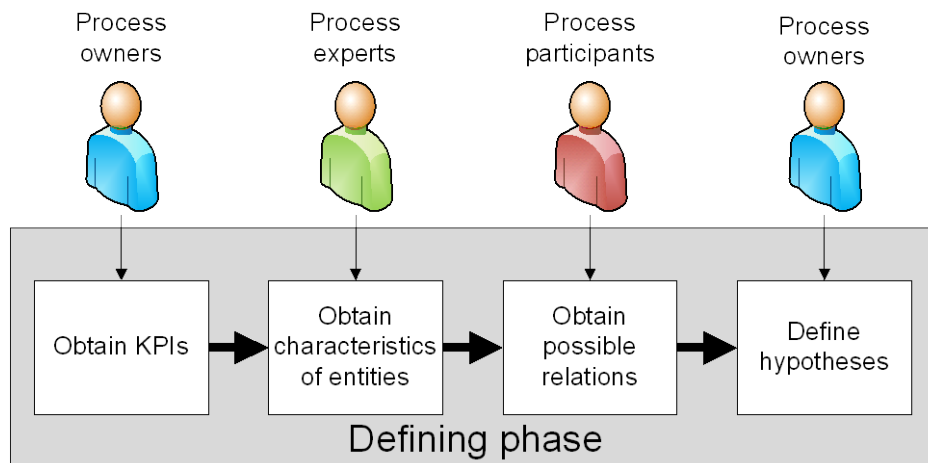 Process
owners
Process
experts
Process
participants
Process
owners
Obtain KPIs
Obtain
characteristics
of entities
Obtain
possible
relations
Define
hypotheses
Defining phase